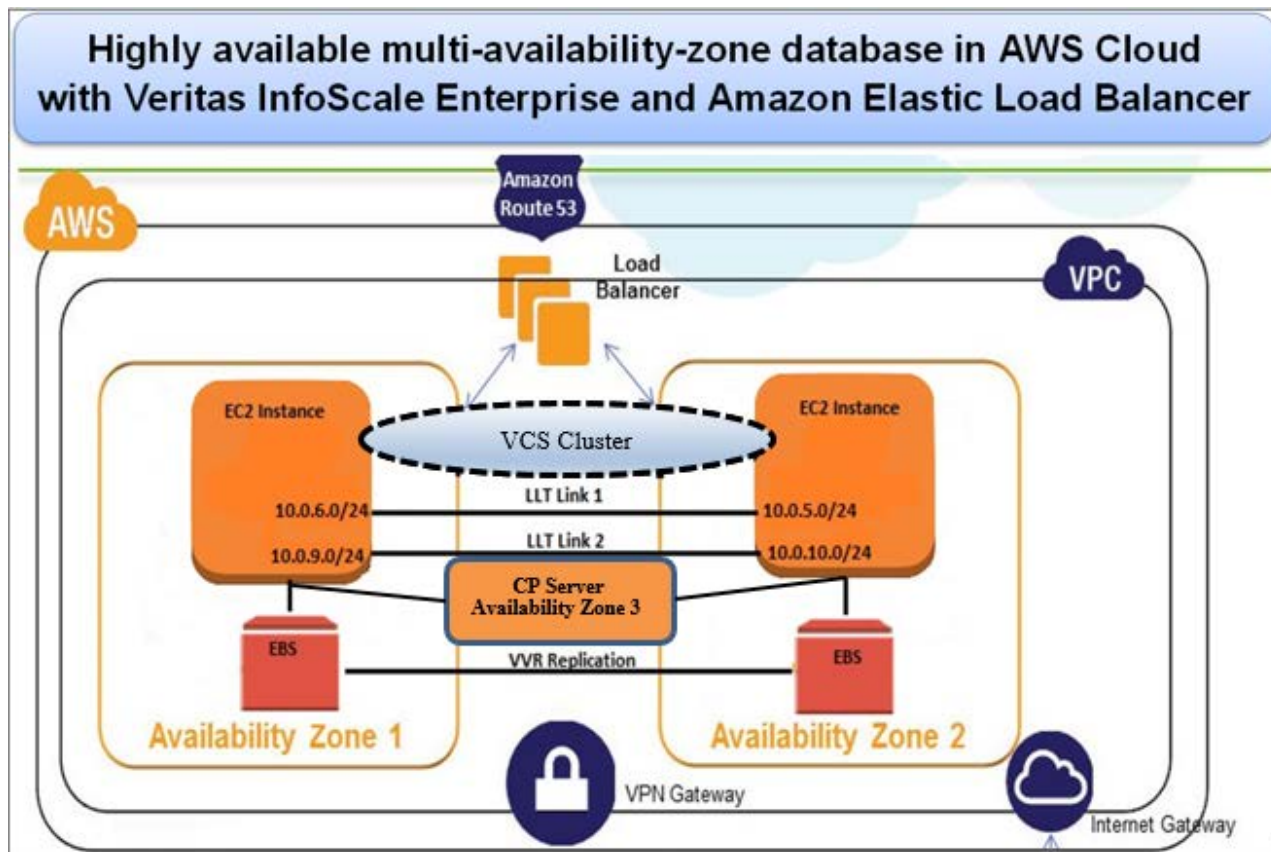 Highly available multi-availability-zone database in AWS Cloud
with Veritas InfoScale Enterprise and Amazon Elastic Load Balancer
Amazon
Route 53
AWS
Load
Balancer
VPC
EC2 Instance
EC2 Instance
VCS Cluster
LLT Link 1
10.0.6.0/24
10.0.5.0/24
LLT Link 2
10.0.9.0/24
10.0.10.0/24
CP Server
Availability Zone 3
EBS
EBS
VVR Replication
Availability Zone 1
Availability Zone 2
VPN Gateway
Internet Gateway